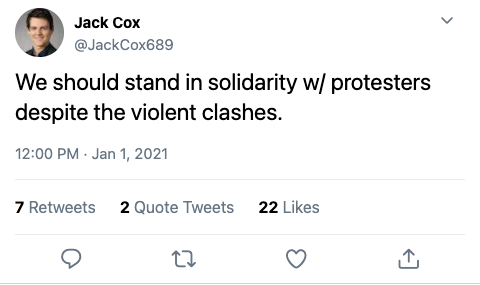 Jack Cox
@JackCox689
We should stand in solidarity w/ protesters
despite the violent clashes.
12:00 PM · Jan 1, 2021
7 Retweets 2 Quote Tweets 22 Likes